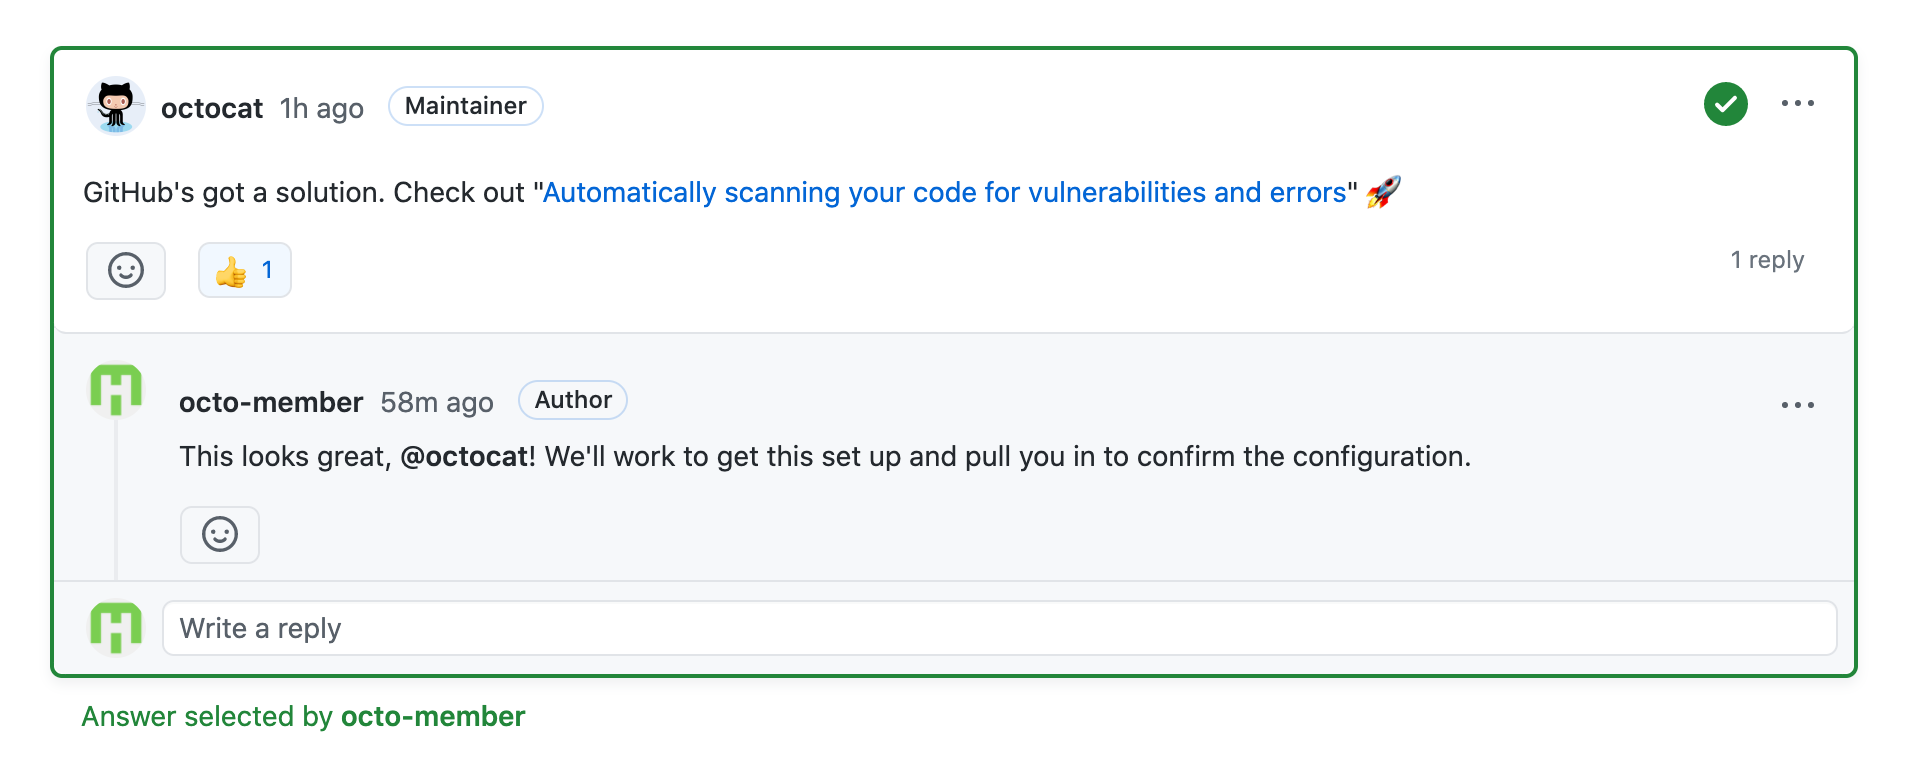 octocat 1h ago Maintainer
GitHub's got a solution. Check out "Automatically scanning your code for vulnerabilities and errors" 🚀
👍 1
1 reply
octo-member 58m ago Author
This looks great, @octocat! We'll work to get this set up and pull you in to confirm the configuration.
Write a reply
Answer selected by octo-member